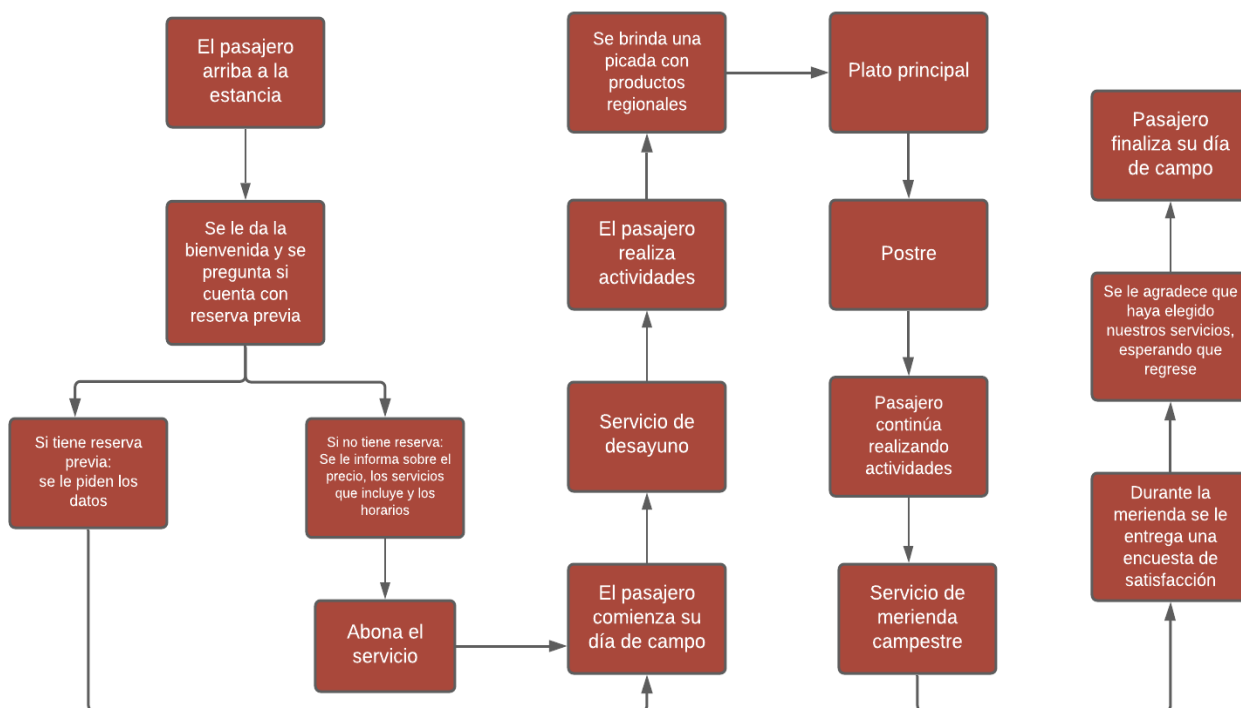 El pasajero
arriba a la
estancia
Se le da la
bienvenida y se
pregunta si
cuenta con
reserva previa
Si tiene reserva
previa:
se le piden los
datos
Si no tiene reserva:
Se le informa sobre el
precio, los servicios
que incluye y los
horarios
Abona el
servicio
El pasajero
comienza su
día de campo
Servicio de
desayuno
El pasajero
realiza
actividades
Se brinda una
picada con
productos
regionales
Plato principal
Postre
Pasajero
continúa
realizando
actividades
Servicio de
merienda
campestre
Durante la
merienda se le
entrega una
encuesta de
satisfacción
Se le agradece que
haya elegido
nuestros servicios,
esperando que
regrese
Pasajero
finaliza su día
de campo